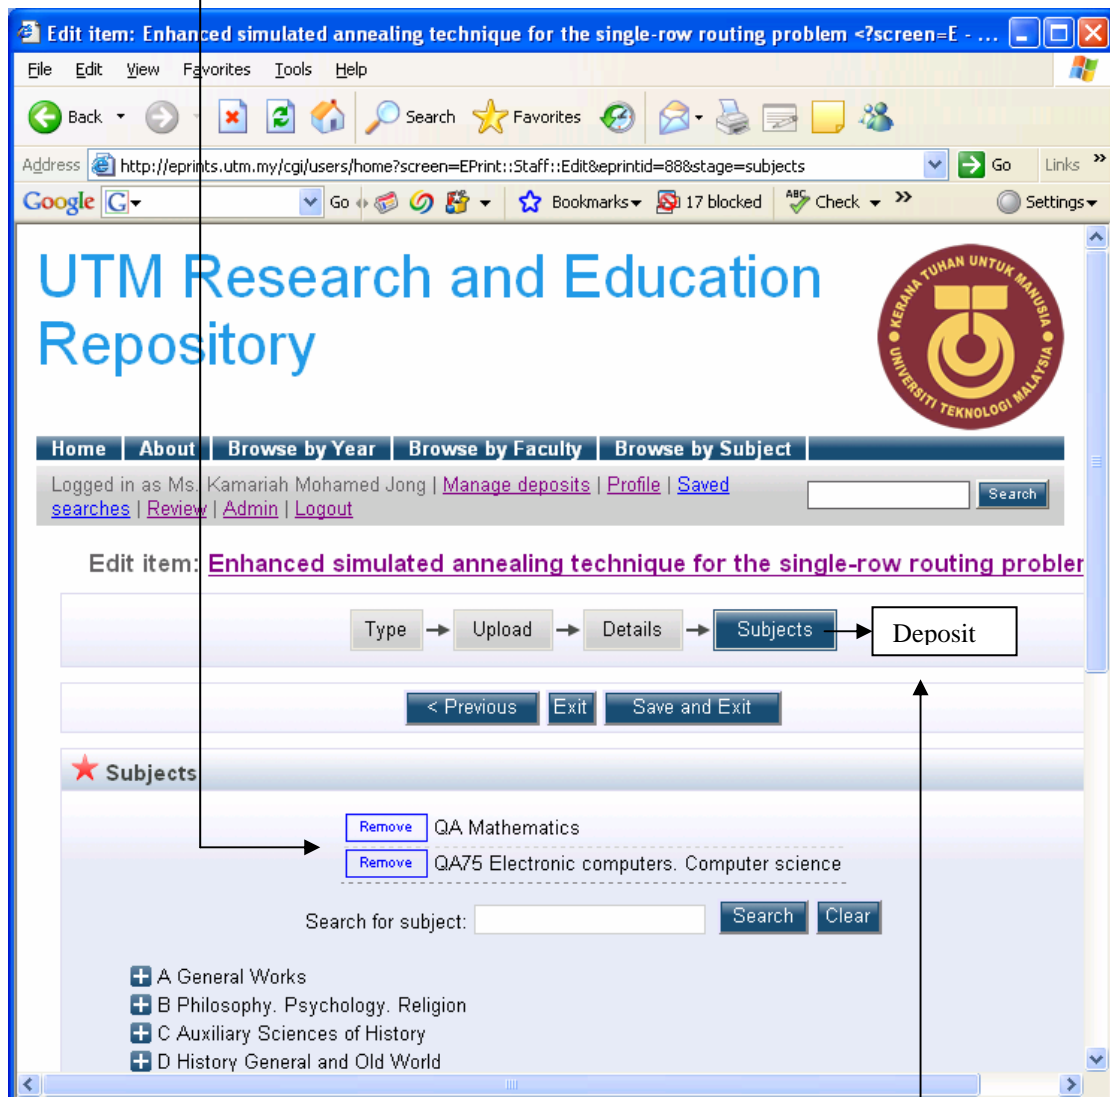 Edit item: Enhanced simulated annealing technique for the single-row routing problem <?screen=E - ...
File Edit View Favorites Tools Help
Back Search Favorites
Address http://eprints.utm.my/cgi/users/home?screen=EPrint::Staff::Edit&eprintid=88&stage=subjects Go Links »
Google G Go Bookmarks 17 blocked ABC Check » Settings
UTM Research and Education
Repository
KERANA TUHAN UNTUK MANUSIA
UNIVERSITI TEKNOLOGI MALAYSIA
Home | About | Browse by Year | Browse by Faculty | Browse by Subject |
Logged in as Ms. Kamariah Mohamed Jong | Manage deposits | Profile | Saved
searches | Review | Admin | Logout
Search
Edit item: Enhanced simulated annealing technique for the single-row routing probler
Type → Upload → Details → Subjects Deposit
< Previous Exit Save and Exit
Subjects
Remove QA Mathematics
Remove QA75 Electronic computers. Computer science
Search for subject: Search Clear
A General Works
B Philosophy. Psychology. Religion
C Auxiliary Sciences of History
D History General and Old World